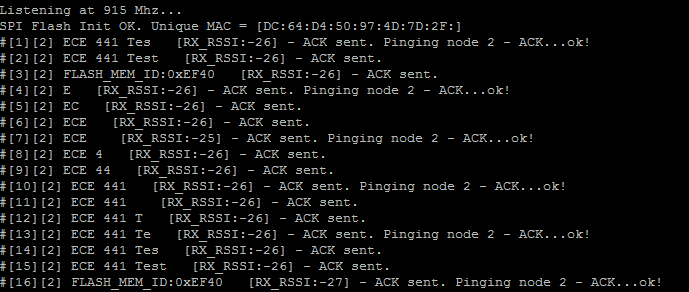 Listening at 915 Mhz...
SPI Flash Init OK. Unique MAC = [DC:64:D4:50:97:4D:7D:2F:]
#[1][2] ECE 441 Tes   [RX_RSSI:-26] - ACK sent. Pinging node 2 - ACK...ok!
#[2][2] ECE 441 Test   [RX_RSSI:-26] - ACK sent.
#[3][2] FLASH_MEM_ID:0xEF40   [RX_RSSI:-26] - ACK sent.
#[4][2] E   [RX_RSSI:-26] - ACK sent. Pinging node 2 - ACK...ok!
#[5][2] EC   [RX_RSSI:-26] - ACK sent.
#[6][2] ECE   [RX_RSSI:-26] - ACK sent.
#[7][2] ECE    [RX_RSSI:-25] - ACK sent. Pinging node 2 - ACK...ok!
#[8][2] ECE 4   [RX_RSSI:-26] - ACK sent.
#[9][2] ECE 44   [RX_RSSI:-26] - ACK sent.
#[10][2] ECE 441   [RX_RSSI:-26] - ACK sent. Pinging node 2 - ACK...ok!
#[11][2] ECE 441    [RX_RSSI:-26] - ACK sent.
#[12][2] ECE 441 T   [RX_RSSI:-26] - ACK sent.
#[13][2] ECE 441 Te   [RX_RSSI:-26] - ACK sent. Pinging node 2 - ACK...ok!
#[14][2] ECE 441 Tes   [RX_RSSI:-26] - ACK sent.
#[15][2] ECE 441 Test   [RX_RSSI:-26] - ACK sent.
#[16][2] FLASH_MEM_ID:0xEF40   [RX_RSSI:-27] - ACK sent. Pinging node 2 - ACK...ok!